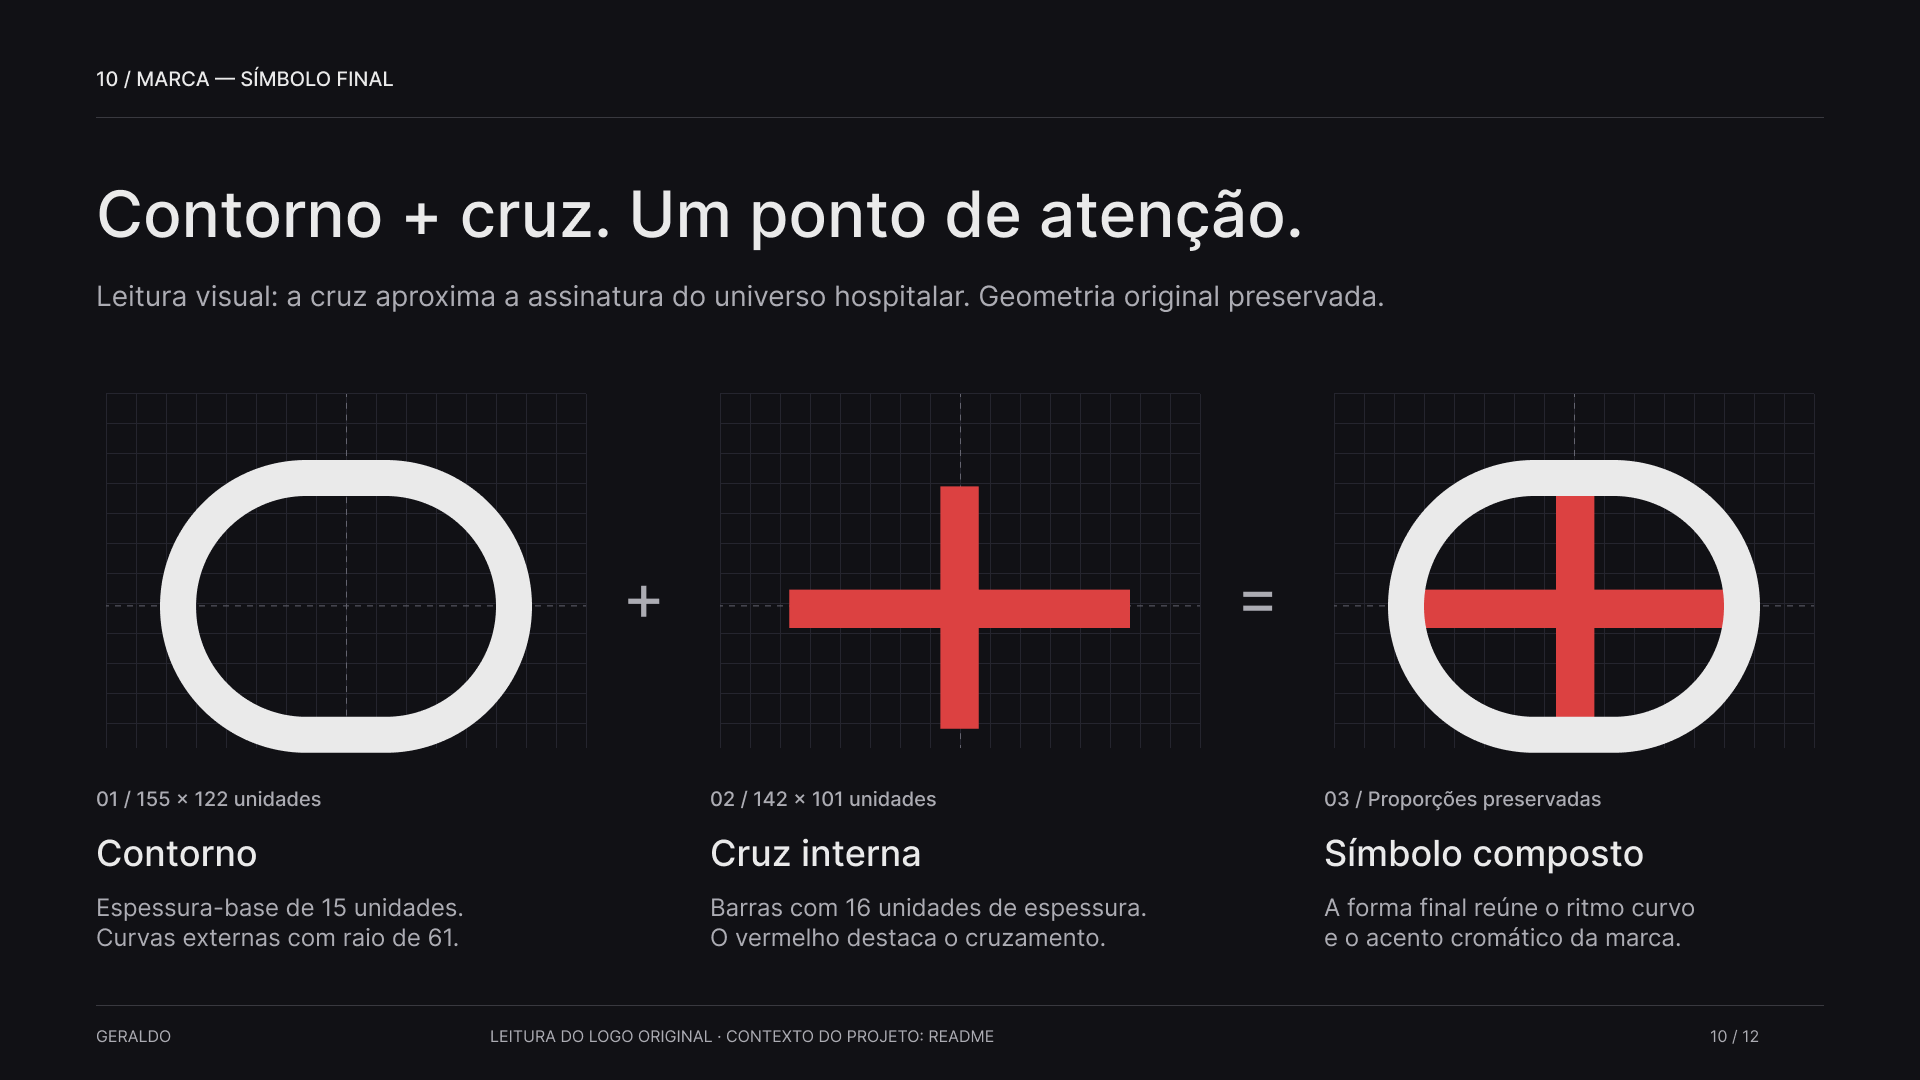 10 / MARCA — SÍMBOLO FINAL
Contorno + cruz. Um ponto de atenção.
Leitura visual: a cruz aproxima a assinatura do universo hospitalar. Geometria original preservada.
+
=
01 / 155 × 122 unidades
Contorno
Espessura-base de 15 unidades.
Curvas externas com raio de 61.
02 / 142 × 101 unidades
Cruz interna
Barras com 16 unidades de espessura.
O vermelho destaca o cruzamento.
03 / Proporções preservadas
Símbolo composto
A forma final reúne o ritmo curvo
e o acento cromático da marca.
GERALDO
LEITURA DO LOGO ORIGINAL · CONTEXTO DO PROJETO: README
10 / 12